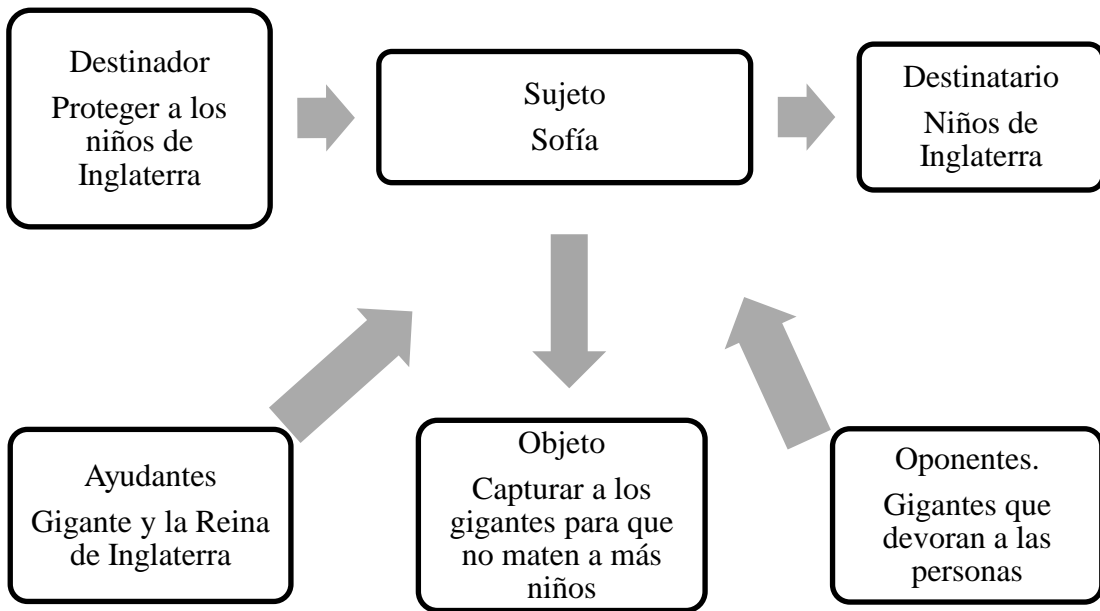 Destinador
Proteger a los
niños de
Inglaterra
Sujeto
Sofía
Destinatario
Niños de
Inglaterra
Ayudantes
Gigante y la Reina
de Inglaterra
Objeto
Capturar a los
gigantes para que
no maten a más
niños
Oponentes.
Gigantes que
devoran a las
personas